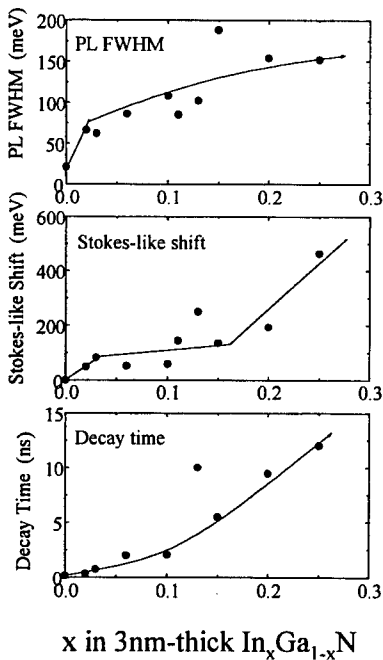 PL FWHM (meV)
200
150
100
50
0
PL FWHM
0.0 0.1 0.2 0.3
Stokes-like Shift (meV)
600
400
200
0
Stokes-like shift
0.0 0.1 0.2 0.3
Decay Time (ns)
15
10
5
0
Decay time
0.0 0.1 0.2 0.3
x in 3nm-thick InₓGa₁₋ₓN